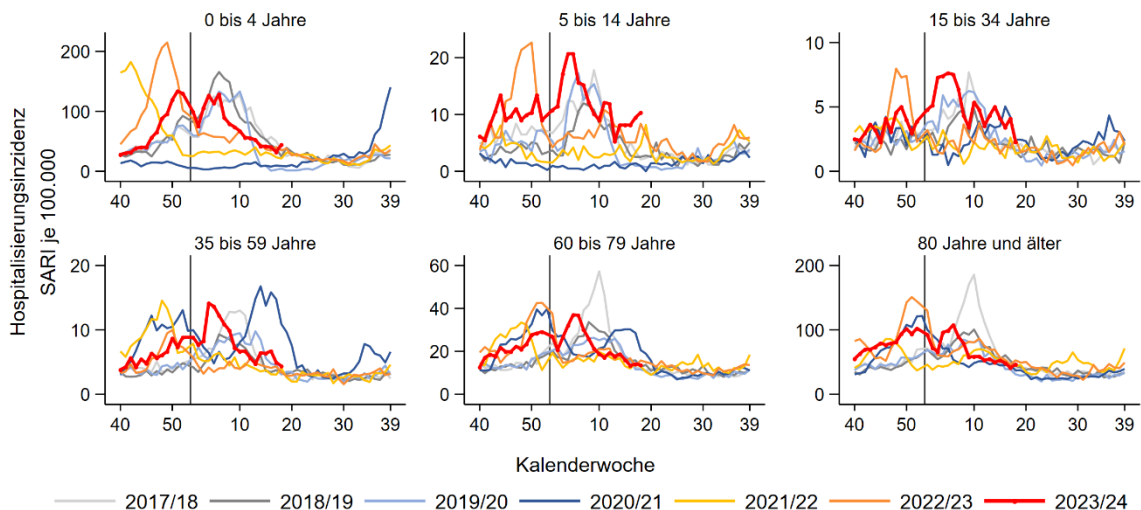 0 bis 4 Jahre
5 bis 14 Jahre
15 bis 34 Jahre
200
100
0
20
10
0
10
5
0
40 50 10 20 30 39
40 50 10 20 30 39
40 50 10 20 30 39
Hospitalisierungsinzidenz
SARI je 100.000
35 bis 59 Jahre
60 bis 79 Jahre
80 Jahre und älter
20
10
0
60
40
20
0
200
100
0
40 50 10 20 30 39
40 50 10 20 30 39
40 50 10 20 30 39
Kalenderwoche
2017/18 2018/19 2019/20 2020/21 2021/22 2022/23 2023/24